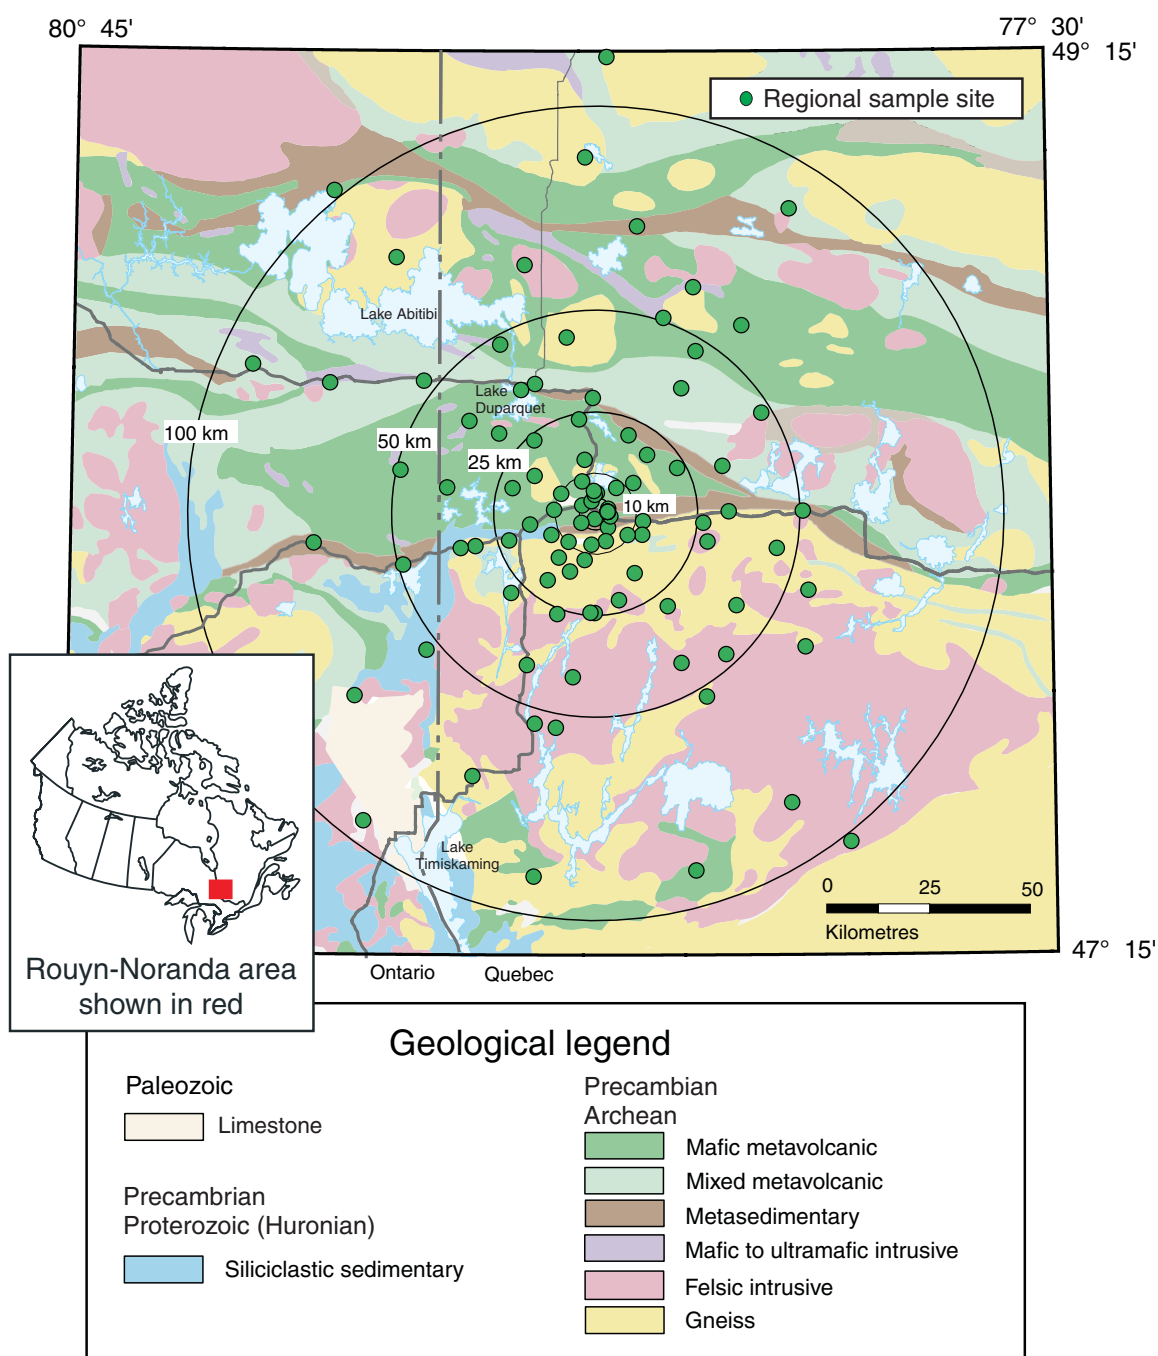 80° 45'
77° 30'
49° 15'
Regional sample site
Lake Abitibi
Lake
Duparquet
100 km
50 km
25 km
10 km
Lake
Timiskaming
0 25 50
Kilometres
47° 15'
Ontario
Quebec
Rouyn-Noranda area
shown in red
Geological legend
Paleozoic
Limestone
Precambrian
Proterozoic (Huronian)
Siliciclastic sedimentary
Precambian
Archean
Mafic metavolcanic
Mixed metavolcanic
Metasedimentary
Mafic to ultramafic intrusive
Felsic intrusive
Gneiss